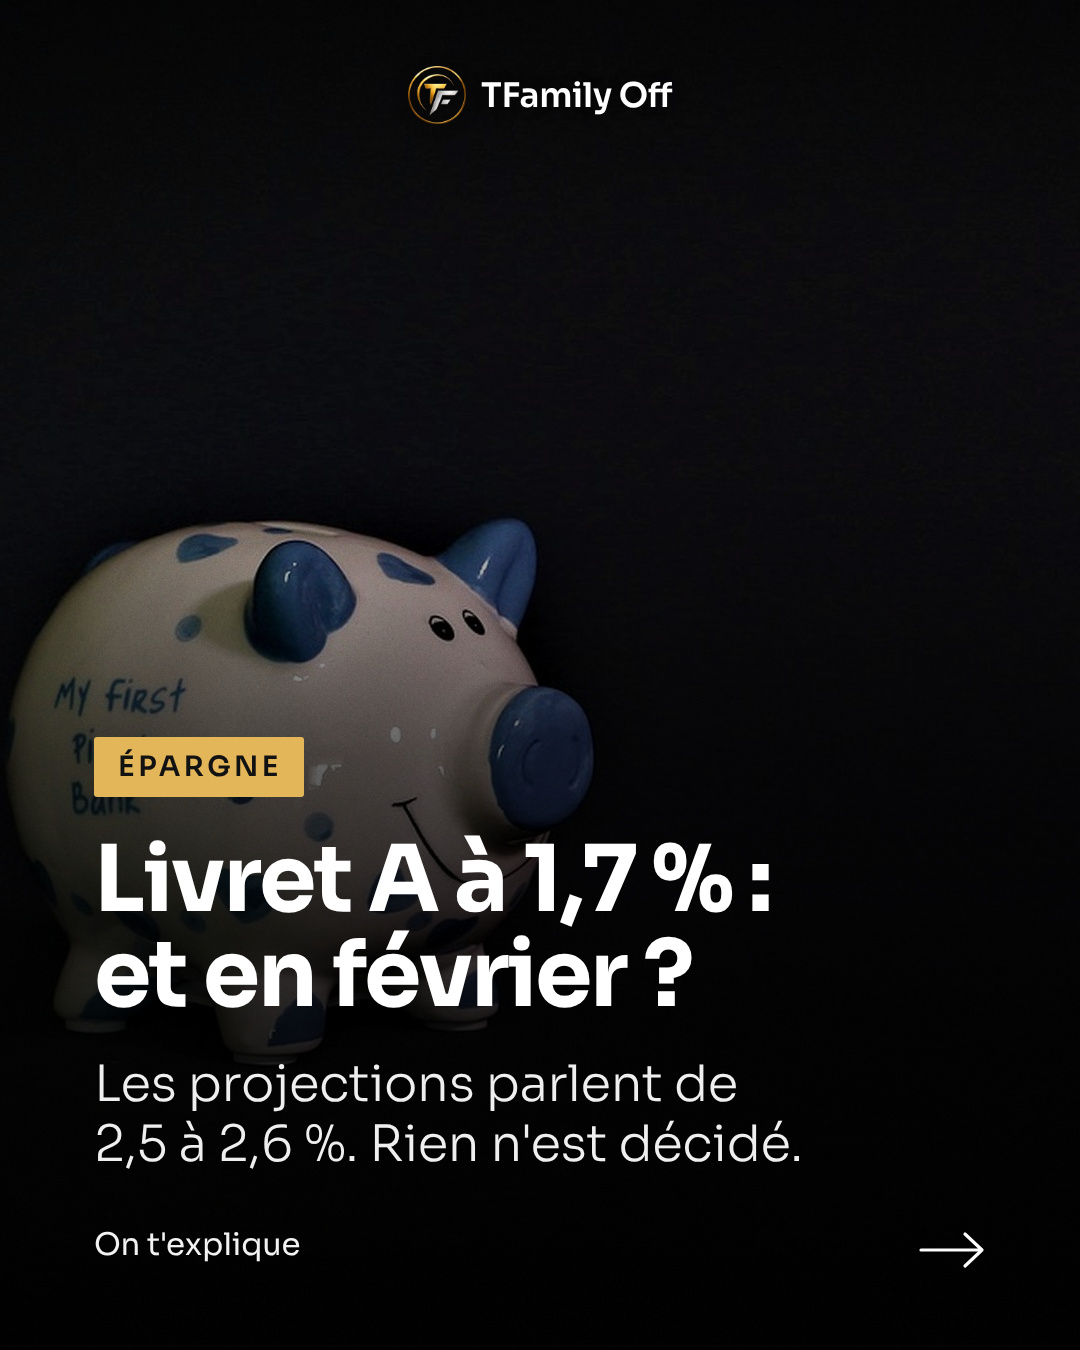 TFamily Off
My first
Bank
ÉPARGNE
Livret A à 1,7 % :
et en février ?
Les projections parlent de
2,5 à 2,6 %. Rien n'est décidé.
On t'explique